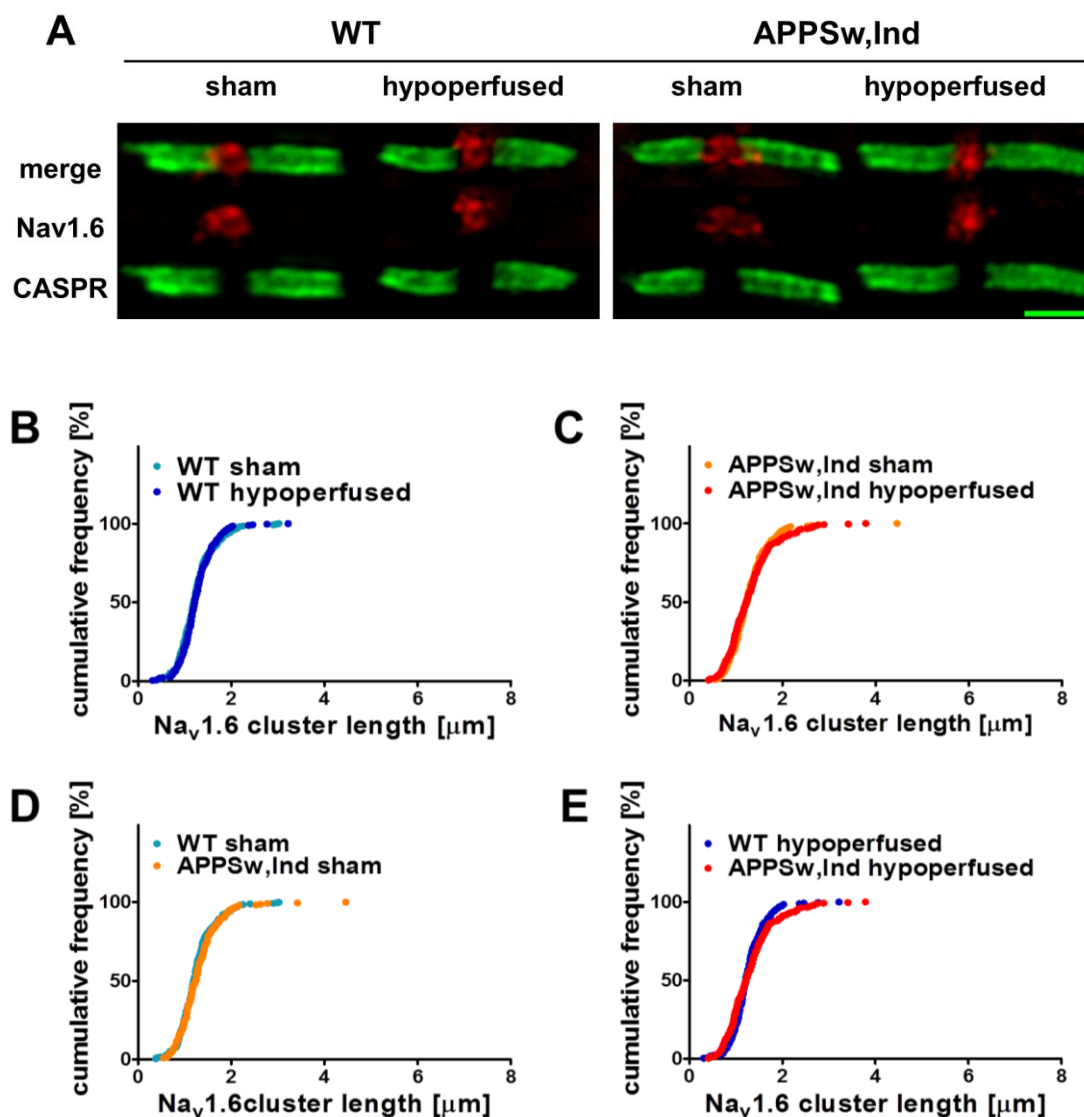 A
WT
APPSw,Ind
sham
hypoperfused
sham
hypoperfused
merge
Nav1.6
CASPR
B
cumulative frequency [%]
WT sham
WT hypoperfused
100
50
0
0 2 4 6 8
Nav1.6 cluster length [μm]
C
cumulative frequency [%]
APPSw,Ind sham
APPSw,Ind hypoperfused
100
50
0
0 2 4 6 8
Nav1.6 cluster length [μm]
D
cumulative frequency [%]
WT sham
APPSw,Ind sham
100
50
0
0 2 4 6 8
Nav1.6cluster length [μm]
E
cumulative frequency [%]
WT hypoperfused
APPSw,Ind hypoperfused
100
50
0
0 2 4 6 8
Nav1.6 cluster length [μm]